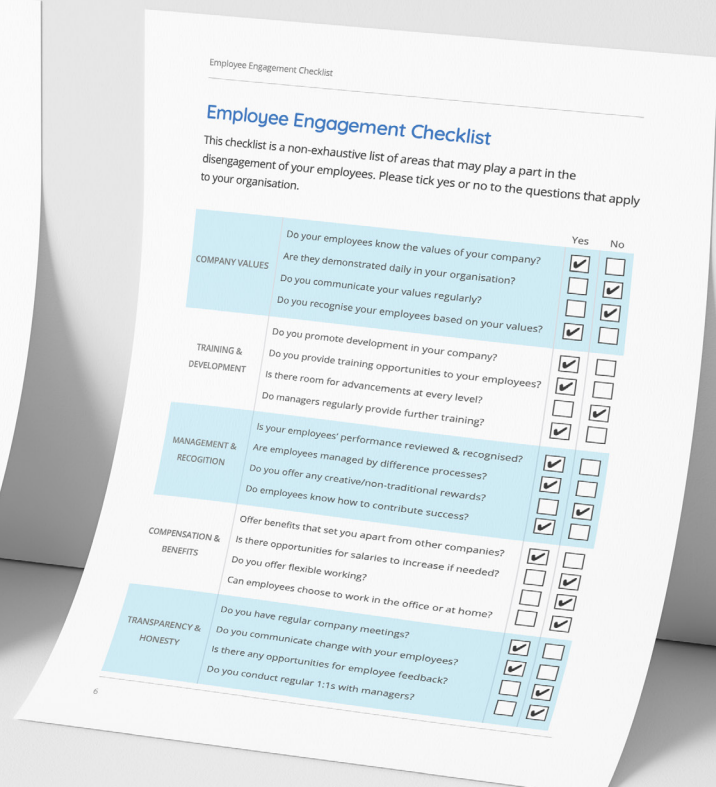 Employee Engagement Checklist
Employee Engagement Checklist
This checklist is a non-exhaustive list of areas that may play a part in the
disengagement of your employees. Please tick yes or no to the questions that apply
to your organisation.
Yes No
COMPANY VALUES
Do your employees know the values of your company?
Are they demonstrated daily in your organisation?
Do you communicate your values regularly?
Do you recognise your employees based on your values?
TRAINING &
DEVELOPMENT
Do you promote development in your company?
Do you provide training opportunities to your employees?
Is there room for advancements at every level?
Do managers regularly provide further training?
MANAGEMENT &
RECOGITION
Is your employees' performance reviewed & recognised?
Are employees managed by difference processes?
Do you offer any creative/non-traditional rewards?
Do employees know how to contribute success?
COMPENSATION &
BENEFITS
Offer benefits that set you apart from other companies?
Is there opportunities for salaries to increase if needed?
Do you offer flexible working?
Can employees choose to work in the office or at home?
TRANSPARENCY &
HONESTY
Do you have regular company meetings?
Do you communicate change with your employees?
Is there any opportunities for employee feedback?
Do you conduct regular 1:1s with managers?
6